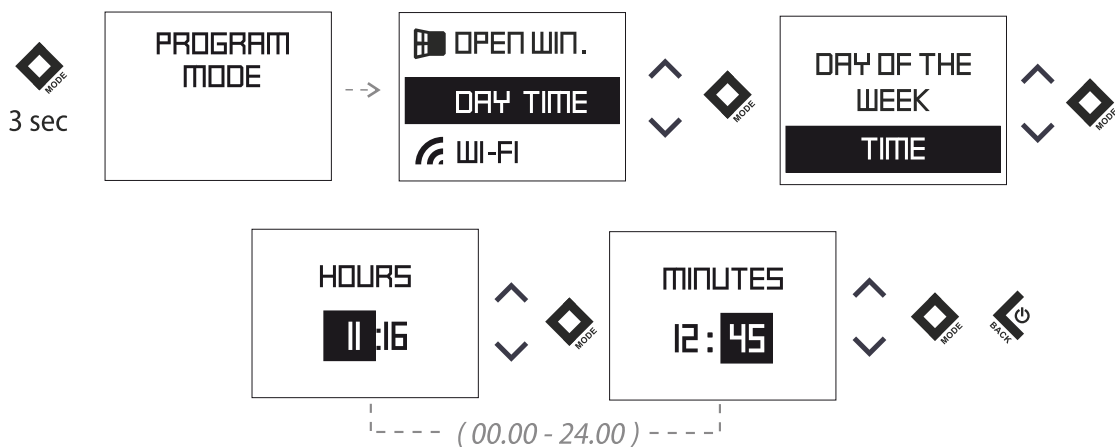 MODE
3 sec
PROGRAM
MODE
OPEN WIN.
DAY TIME
WI-FI
MODE
DAY OF THE
WEEK
TIME
MODE
HOURS
11:16
MODE
MINUTES
12:45
MODE
BACK
( 00.00 - 24.00 )